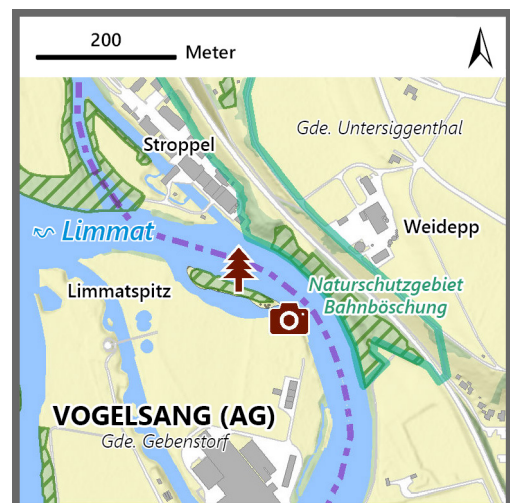 200
Meter
Gde. Untersiggenthal
Stroppel
Weidepp
Limmat
Naturschutzgebiet
Bahnböschung
Limmatspitz
VOGELSANG (AG)
Gde. Gebenstorf